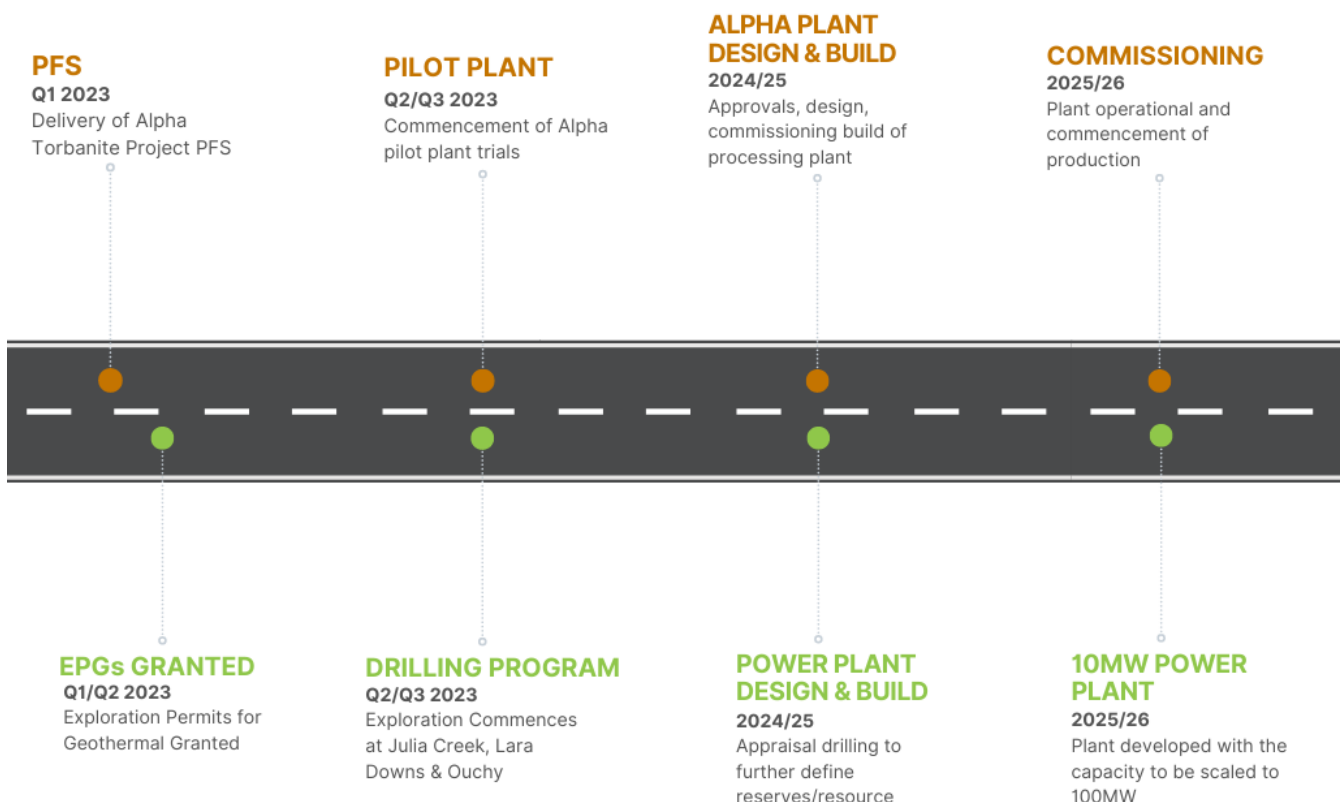 PFS
Q1 2023
Delivery of Alpha
Torbanite Project PFS
PILOT PLANT
Q2/Q3 2023
Commencement of Alpha
pilot plant trials
ALPHA PLANT
DESIGN & BUILD
2024/25
Approvals, design,
commissioning build of
processing plant
COMMISSIONING
2025/26
Plant operational and
commencement of
production
EPGs GRANTED
Q1/Q2 2023
Exploration Permits for
Geothermal Granted
DRILLING PROGRAM
Q2/Q3 2023
Exploration Commences
at Julia Creek, Lara
Downs & Ouchy
POWER PLANT
DESIGN & BUILD
2024/25
Appraisal drilling to
further define
reserves/resource
10MW POWER
PLANT
2025/26
Plant developed with the
capacity to be scaled to
100MW